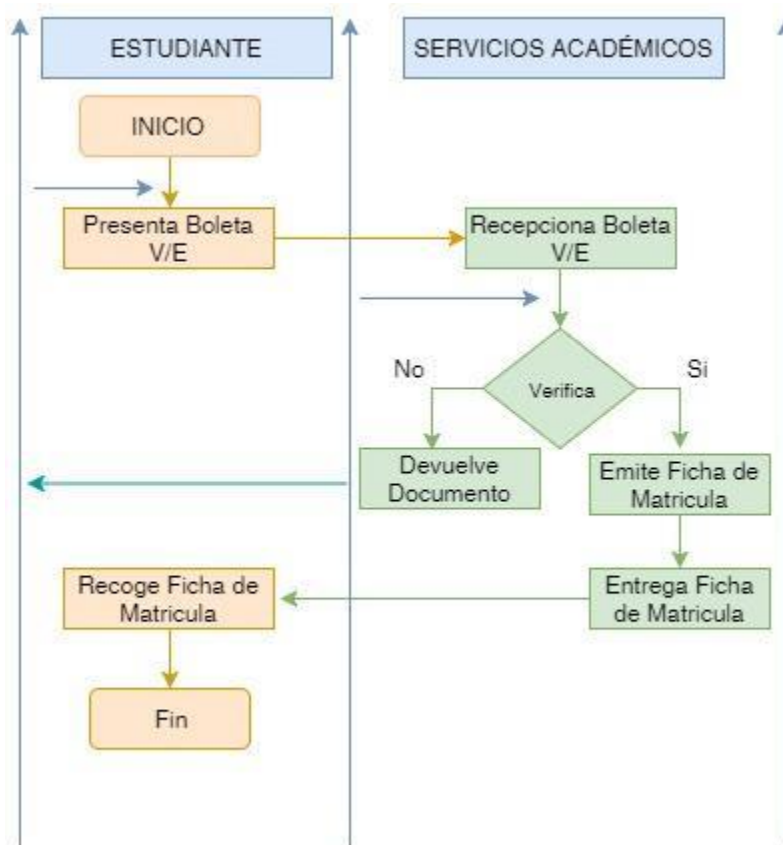 ESTUDIANTE
SERVICIOS ACADÉMICOS
INICIO
Presenta Boleta
V/E
Recepciona Boleta
V/E
No
Si
Verifica
Devuelve
Documento
Emite Ficha de
Matricula
Recoge Ficha de
Matricula
Entrega Ficha
de Matricula
Fin